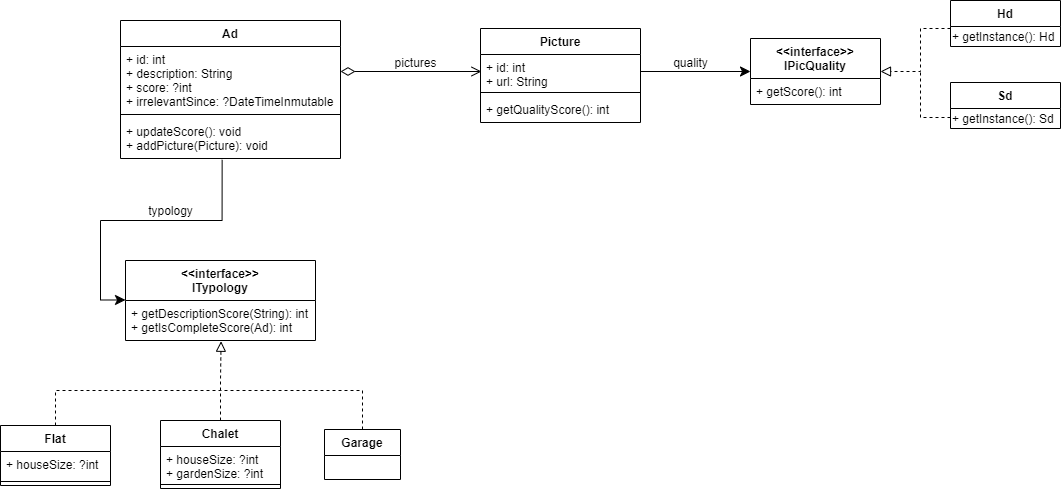 Ad
+ id: int
+ description: String
+ score: ?int
+ irrelevantSince: ?DateTimeInmutable
+ updateScore(): void
+ addPicture(Picture): void
pictures
Picture
+ id: int
+ url: String
+ getQualityScore(): int
quality
<<interface>>
IPicQuality
+ getScore(): int
Hd
+ getInstance(): Hd
Sd
+ getInstance(): Sd
typology
<<interface>>
ITypology
+ getDescriptionScore(String): int
+ getIsCompleteScore(Ad): int
Flat
+ houseSize: ?int
Chalet
+ houseSize: ?int
+ gardenSize: ?int
Garage